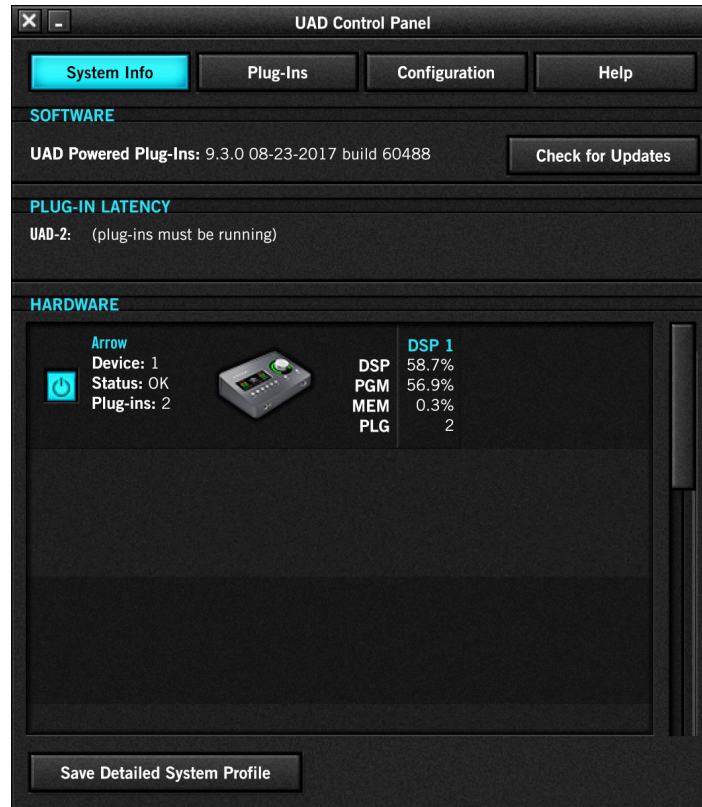 UAD Control Panel
System Info Plug-Ins Configuration Help
SOFTWARE
UAD Powered Plug-Ins: 9.3.0 08-23-2017 build 60488
Check for Updates
PLUG-IN LATENCY
UAD-2: (plug-ins must be running)
HARDWARE
Arrow
Device: 1
Status: OK
Plug-ins: 2
DSP 1
DSP 58.7%
PGM 56.9%
MEM 0.3%
PLG 2
Save Detailed System Profile